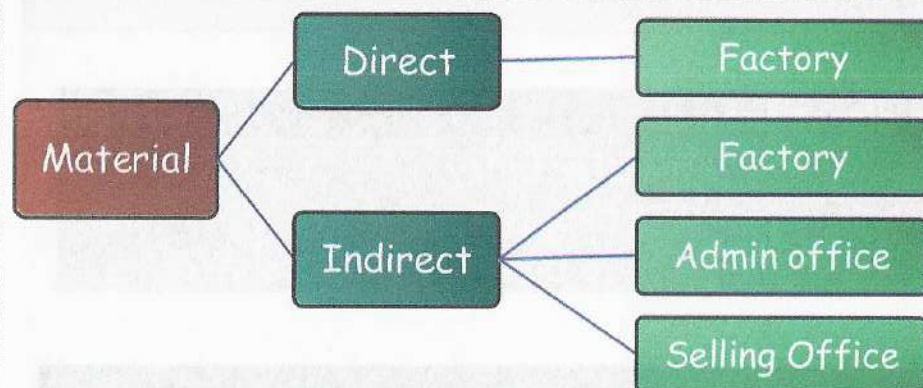 Material
Direct
Factory
Indirect
Factory
Admin office
Selling Office